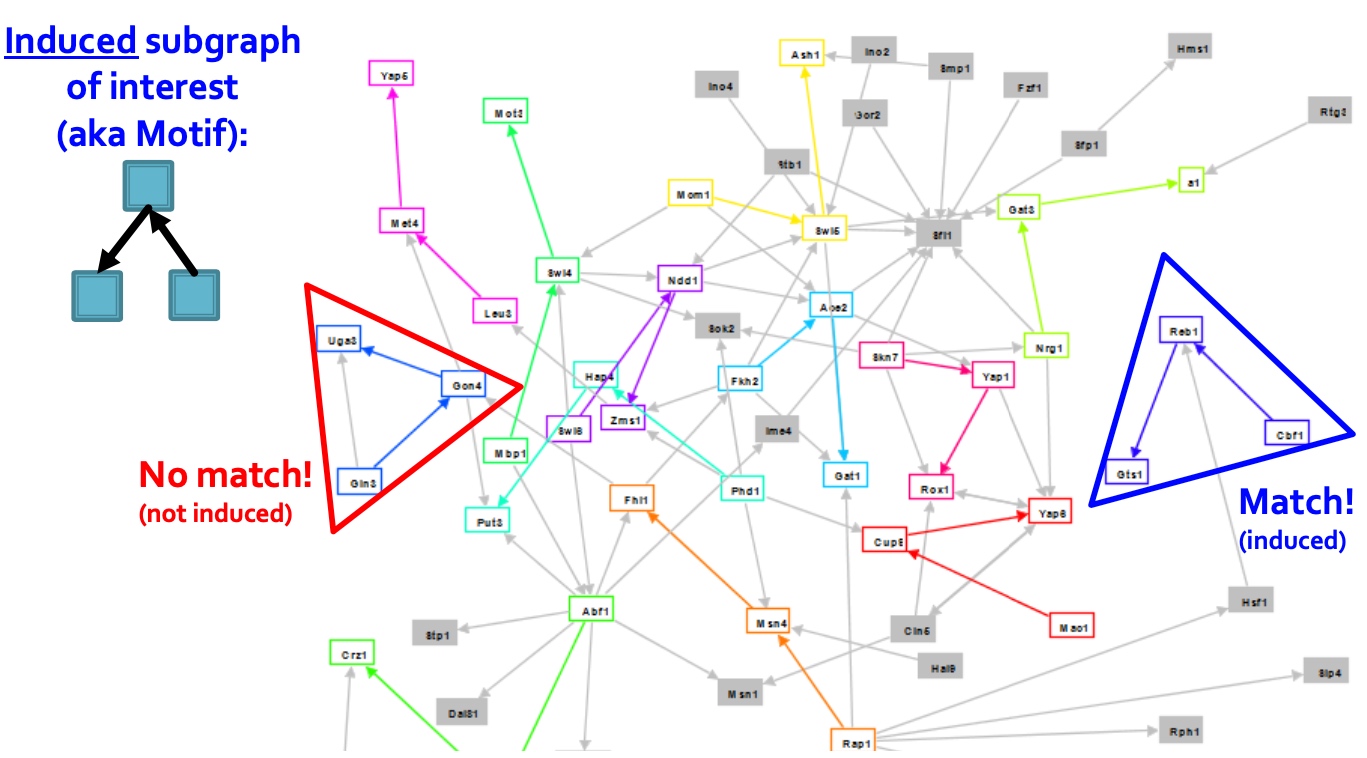 Induced subgraph
of interest
(aka Motif):
Yap5
Mot3
Ash1
Ino2
Smp1
Hms1
Ino4
Fzf1
Gor2
Rtg3
Sfp1
Stb1
a1
Mom1
Gat3
Met4
Swi5
Sfl1
Swi4
Ndd1
Leu3
Ace2
Sok2
Reb1
Uga3
Nrg1
Skn7
Gon4
Hap4
Fkh2
Yap1
Zms1
Swi6
Ime4
Cbf1
Mbp1
Gts1
No match!
Gln3
Gat1
Phd1
Rox1
Match!
(not induced)
Fhl1
Put3
Yap6
(induced)
Cup9
Abf1
Hsf1
Stp1
Msn4
Cin5
Mac1
Crz1
Hal9
Sip4
Msn1
Dal81
Rap1
Rph1